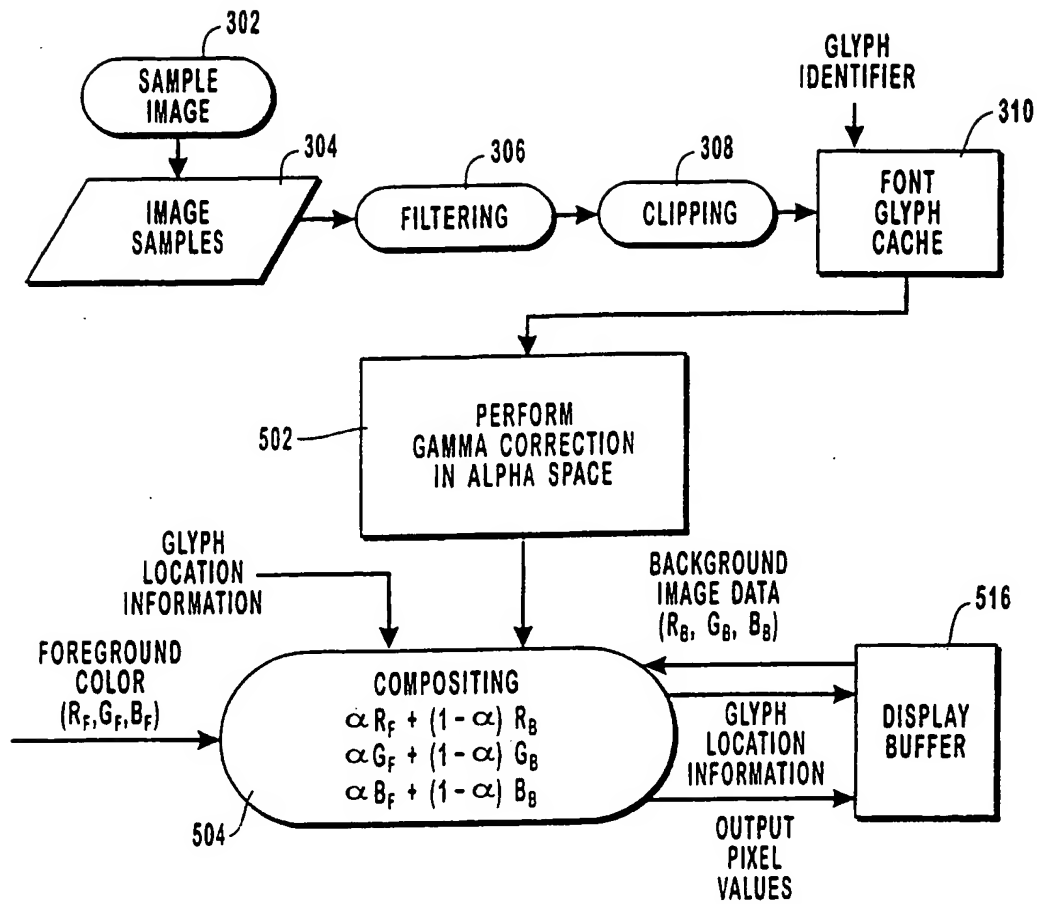 302
SAMPLE
IMAGE
304
IMAGE
SAMPLES
306
FILTERING
308
CLIPPING
GLYPH
IDENTIFIER
310
FONT
GLYPH
CACHE
502
PERFORM
GAMMA CORRECTION
IN ALPHA SPACE
GLYPH
LOCATION
INFORMATION
FOREGROUND
COLOR
(R_F,G_F,B_F)
BACKGROUND
IMAGE DATA
(R_B, G_B, B_B)
516
COMPOSITING
αR_F + (1-α) R_B
αG_F + (1-α) G_B
αB_F + (1-α) B_B
504
GLYPH
LOCATION
INFORMATION
DISPLAY
BUFFER
OUTPUT
PIXEL
VALUES